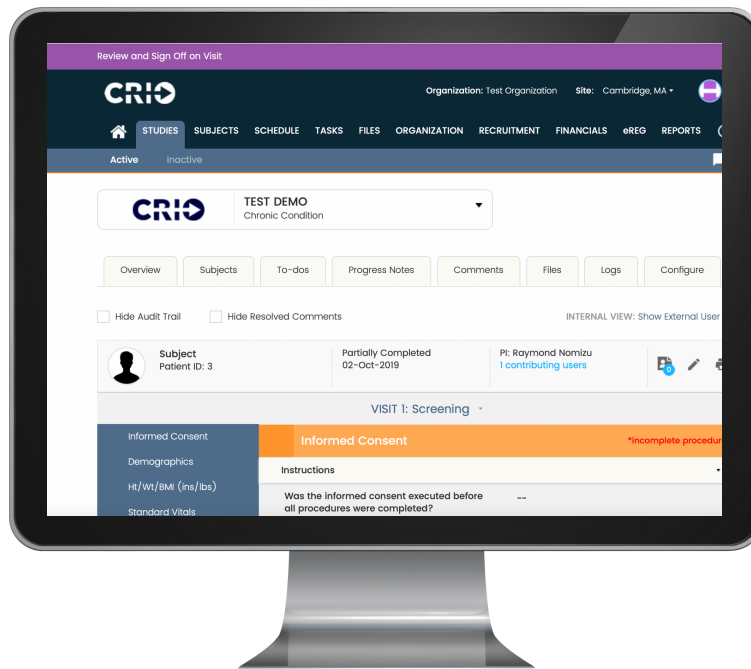 Review and Sign Off on Visit
CRIO
Organization: Test Organization Site: Cambridge, MA
STUDIES SUBJECTS SCHEDULE TASKS FILES ORGANIZATION RECRUITMENT FINANCIALS eREG REPORTS
Active Inactive
CRIO
TEST DEMO
Chronic Condition
Overview Subjects To-dos Progress Notes Comments Files Logs Configure
Hide Audit Trail Hide Resolved Comments INTERNAL VIEW: Show External User
Subject
Patient ID: 3
Partially Completed
02-Oct-2019
PI: Raymond Nomizu
1 contributing users
0
VISIT 1: Screening
Informed Consent
Demographics
Ht/Wt/BMI (ins/lbs)
Standard Vitals
Informed Consent *incomplete procedur
Instructions
Was the informed consent executed before --
all procedures were completed?